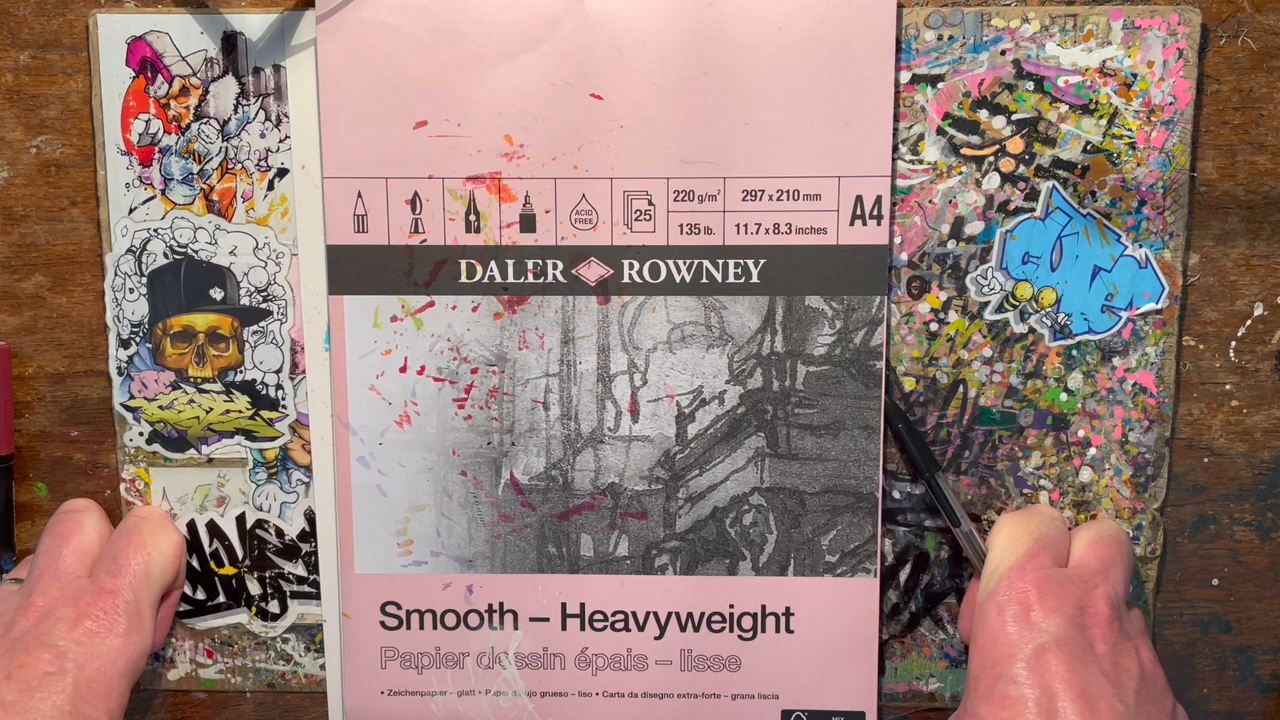 ACID
FREE
25
220 g/m²
135 lb.
297 x 210 mm
11.7 x 8.3 inches
A4
DALER ROWNEY
Smooth – Heavyweight
Papier dessin épais – lisse
• Zeichenpapier – glatt • Papel dibujo grueso – liso • Carta da disegno extra-forte – grana liscia
MIX